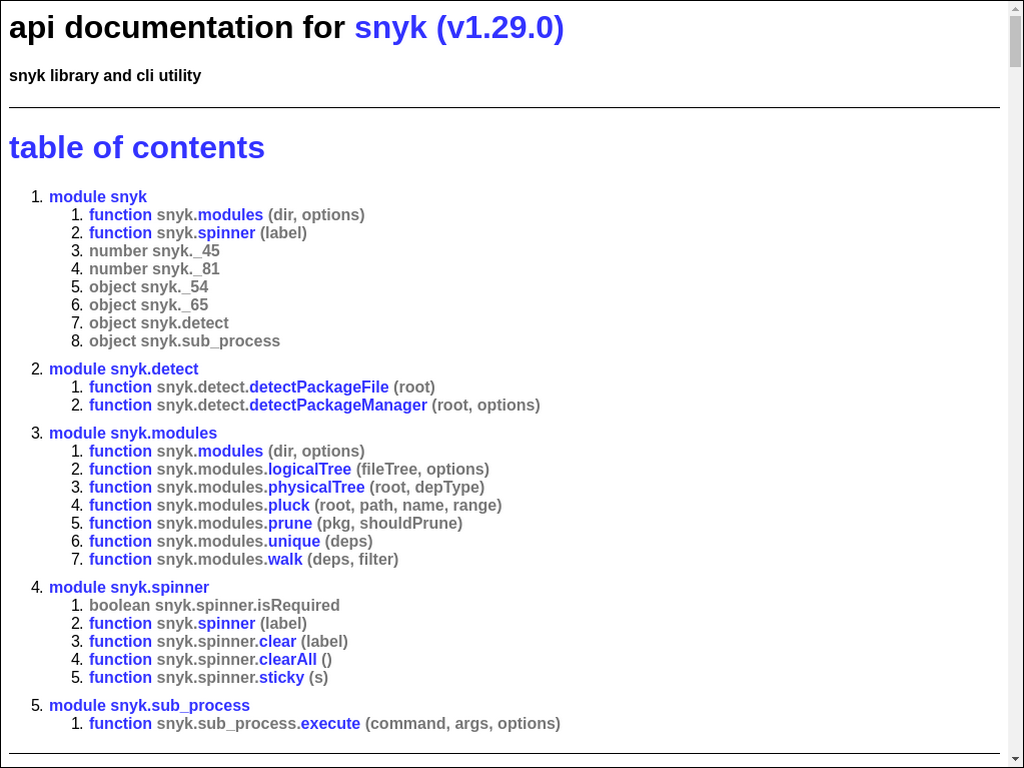 api documentation for snyk (v1.29.0)
snyk library and cli utility
table of contents
1. module snyk
1. function snyk.modules (dir, options)
2. function snyk.spinner (label)
3. number snyk._45
4. number snyk._81
5. object snyk._54
6. object snyk._65
7. object snyk.detect
8. object snyk.sub_process
2. module snyk.detect
1. function snyk.detect.detectPackageFile (root)
2. function snyk.detect.detectPackageManager (root, options)
3. module snyk.modules
1. function snyk.modules (dir, options)
2. function snyk.modules.logicalTree (fileTree, options)
3. function snyk.modules.physicalTree (root, depType)
4. function snyk.modules.pluck (root, path, name, range)
5. function snyk.modules.prune (pkg, shouldPrune)
6. function snyk.modules.unique (deps)
7. function snyk.modules.walk (deps, filter)
4. module snyk.spinner
1. boolean snyk.spinner.isRequired
2. function snyk.spinner (label)
3. function snyk.spinner.clear (label)
4. function snyk.spinner.clearAll ()
5. function snyk.spinner.sticky (s)
5. module snyk.sub_process
1. function snyk.sub_process.execute (command, args, options)